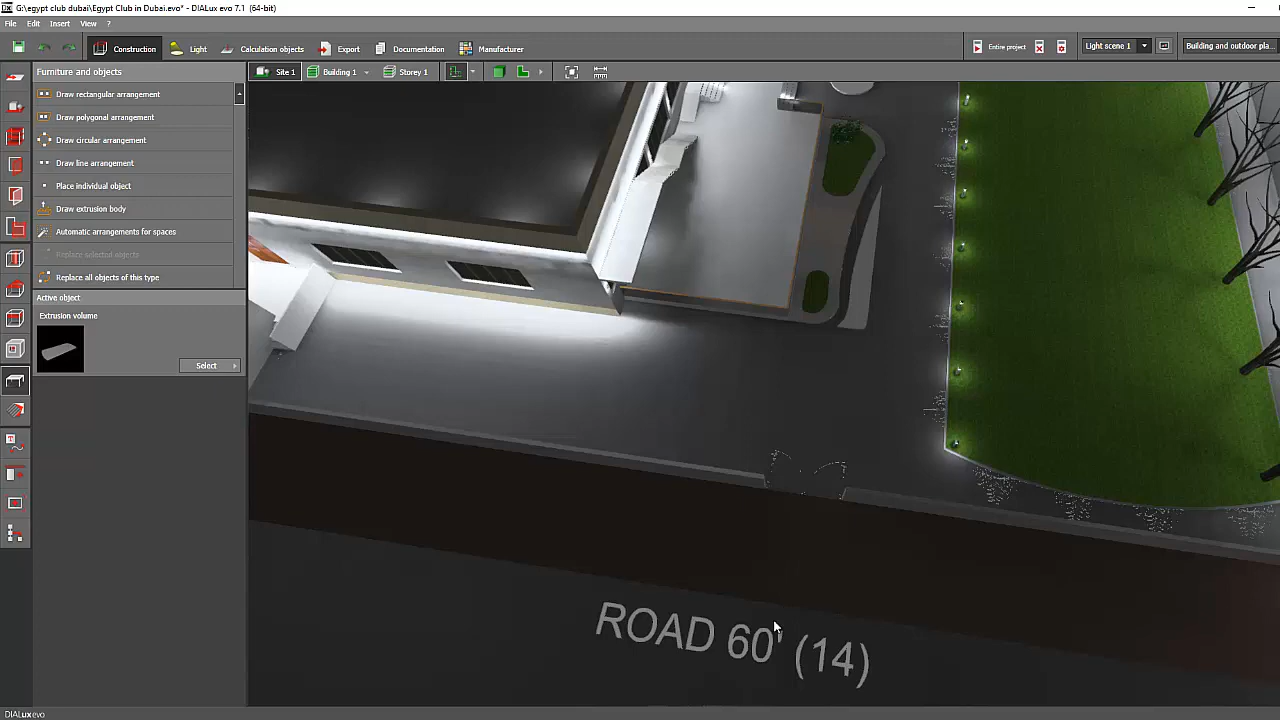 G:\egypt club dubai\Egypt Club in Dubai.evo* - DIALux evo 7.1 (64-bit)
File Edit Insert View ?
Construction Light Calculation objects Export Documentation Manufacturer Entire project Light scene 1 Building and outdoor pla...
Furniture and objects Site 1 Building 1 Storey 1
Draw rectangular arrangement
Draw polygonal arrangement
Draw circular arrangement
Draw line arrangement
Place individual object
Draw extrusion body
Automatic arrangements for spaces
Replace selected objects
Replace all objects of this type
Active object
Extrusion volume
Select
ROAD 60' (14)
DIALux evo